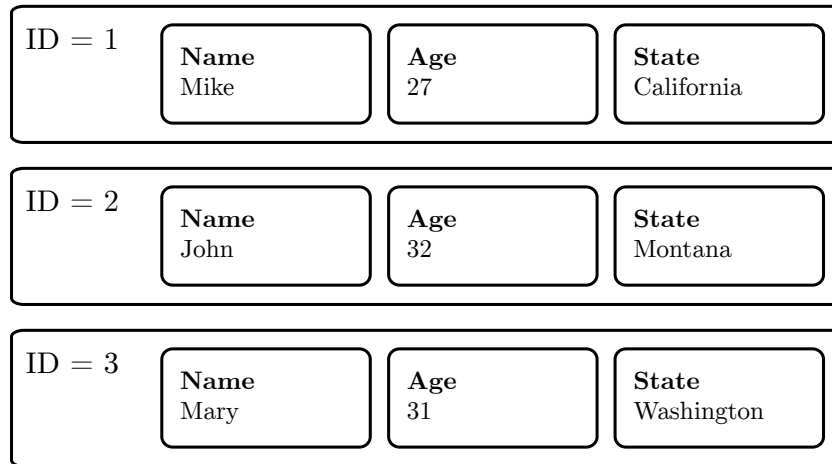 ID = 1
Name
Mike
Age
27
State
California
ID = 2
Name
John
Age
32
State
Montana
ID = 3
Name
Mary
Age
31
State
Washington